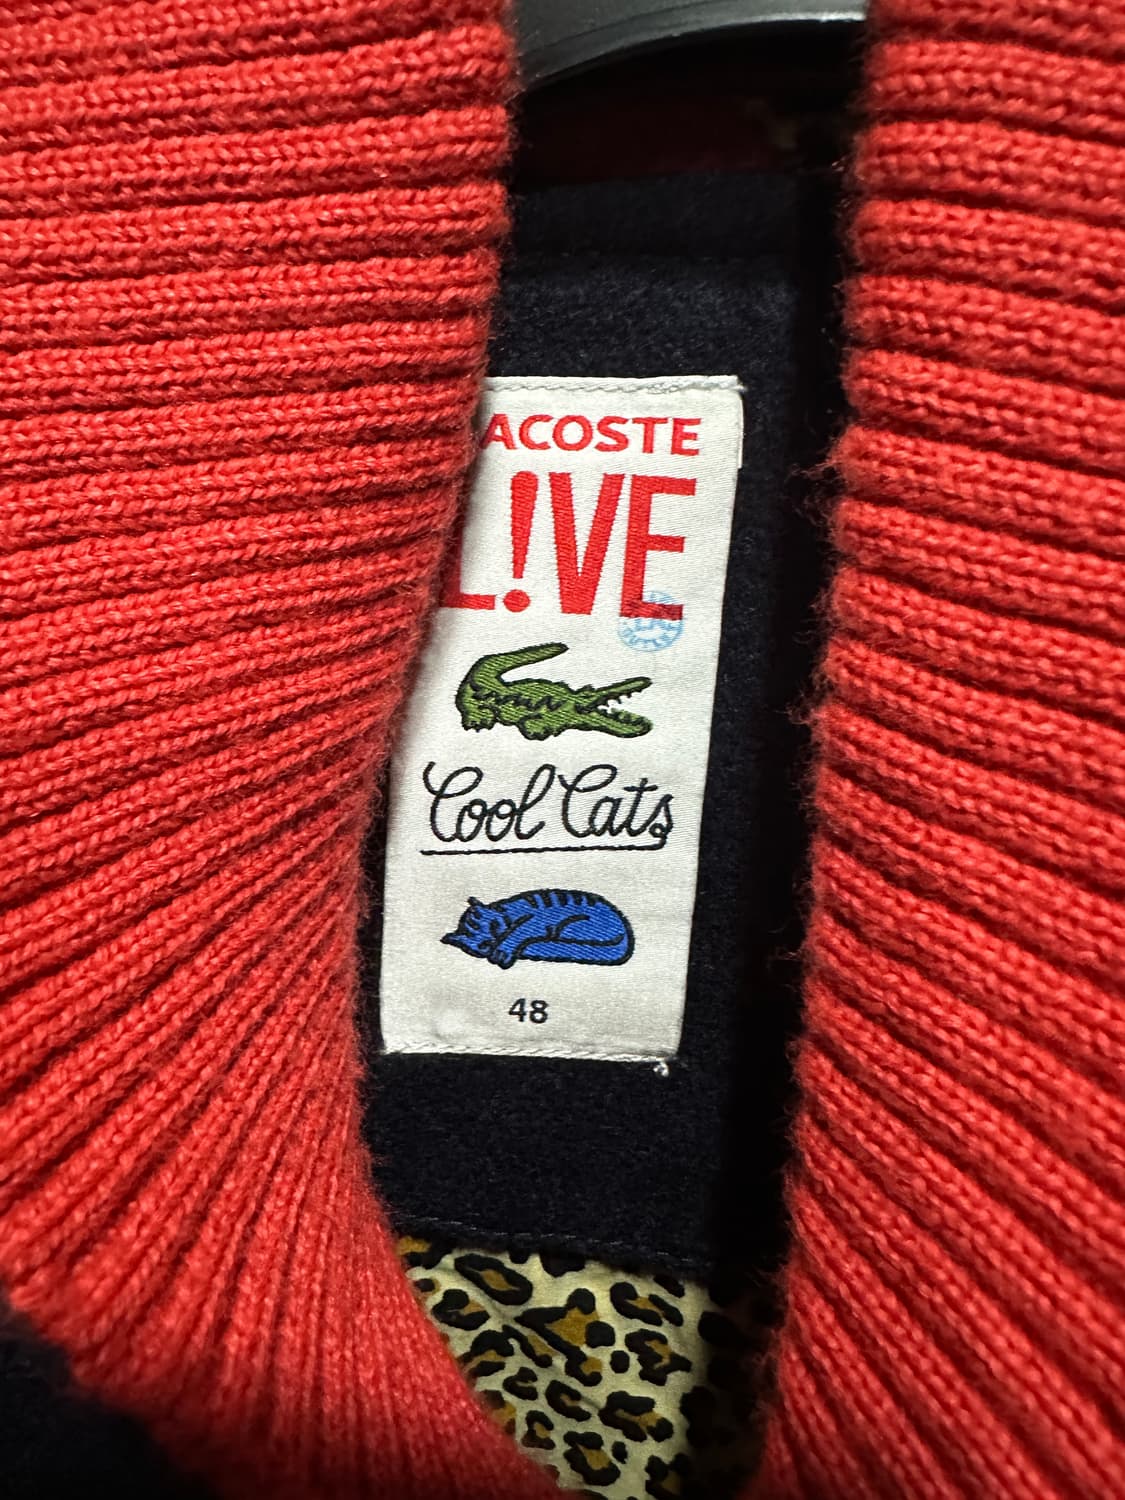 ACOSTE
L!VE
Cool Cats
48